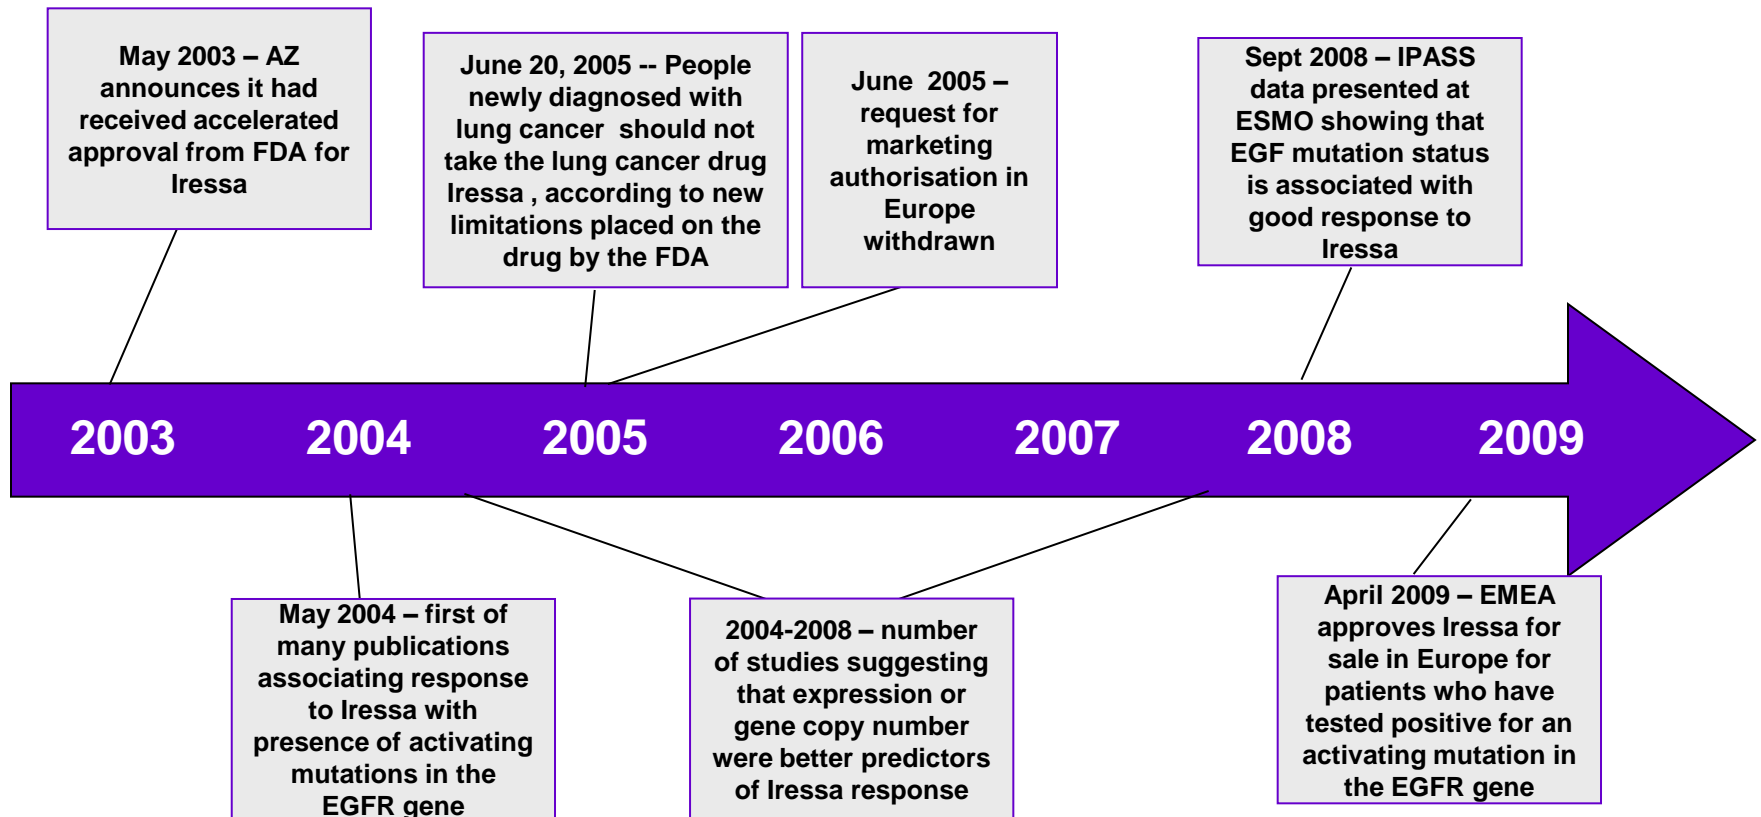 May 2003 – AZ
announces it had
received accelerated
approval from FDA for
Iressa
June 20, 2005 -- People
newly diagnosed with
lung cancer  should not
take the lung cancer drug
Iressa , according to new
limitations placed on the
drug by the FDA
June  2005 –
request for
marketing
authorisation in
Europe
withdrawn
Sept 2008 – IPASS
data presented at
ESMO showing that
EGF mutation status
is associated with
good response to
Iressa
2003
2004
2005
2006
2007
2008
2009
May 2004 – first of
many publications
associating response
to Iressa with
presence of activating
mutations in the
EGFR gene
2004-2008 – number
of studies suggesting
that expression or
gene copy number
were better predictors
of Iressa response
April 2009 – EMEA
approves Iressa for
sale in Europe for
patients who have
tested positive for an
activating mutation in
the EGFR gene